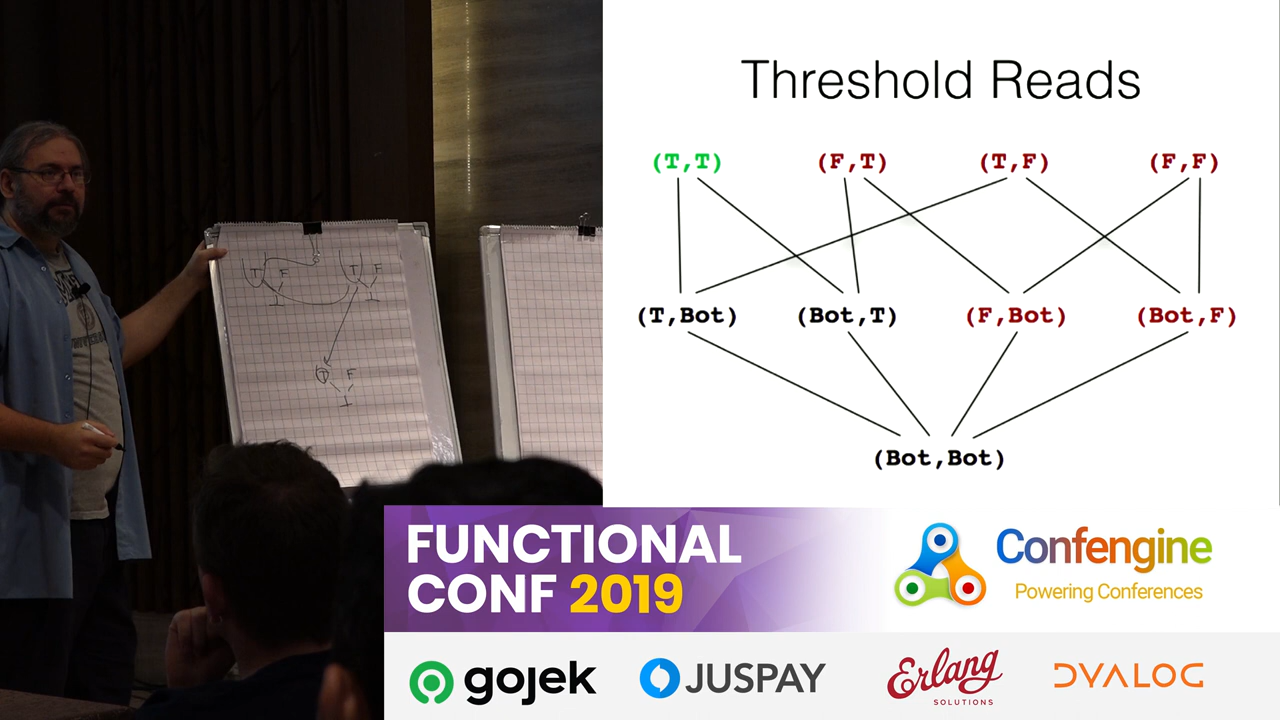 Threshold Reads
(T,T) (F,T) (T,F) (F,F)
(T,Bot) (Bot,T) (F,Bot) (Bot,F)
(Bot,Bot)
T F T F
T F
FUNCTIONAL
CONF 2019
Confengine
Powering Conferences
gojek
JUSPAY
Erlang
SOLUTIONS
DYALOG